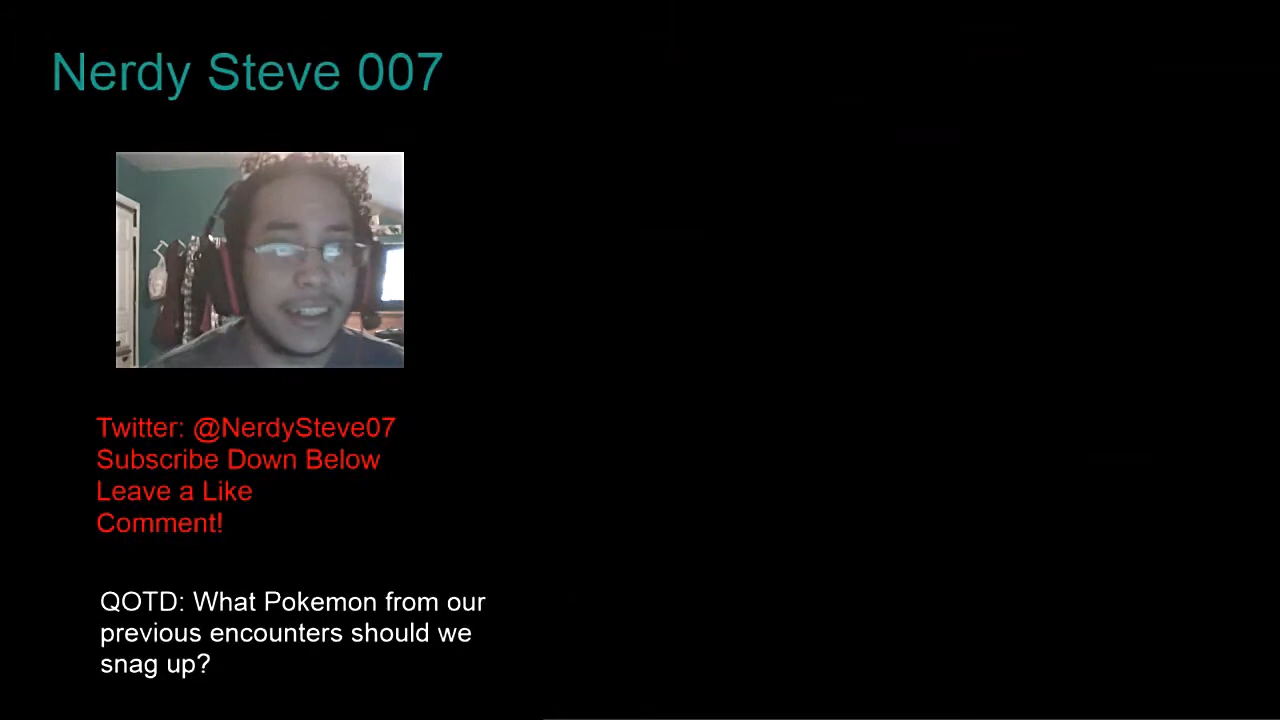 Nerdy Steve 007
Twitter: @NerdySteve07
Subscribe Down Below
Leave a Like
Comment!
QOTD: What Pokemon from our
previous encounters should we
snag up?